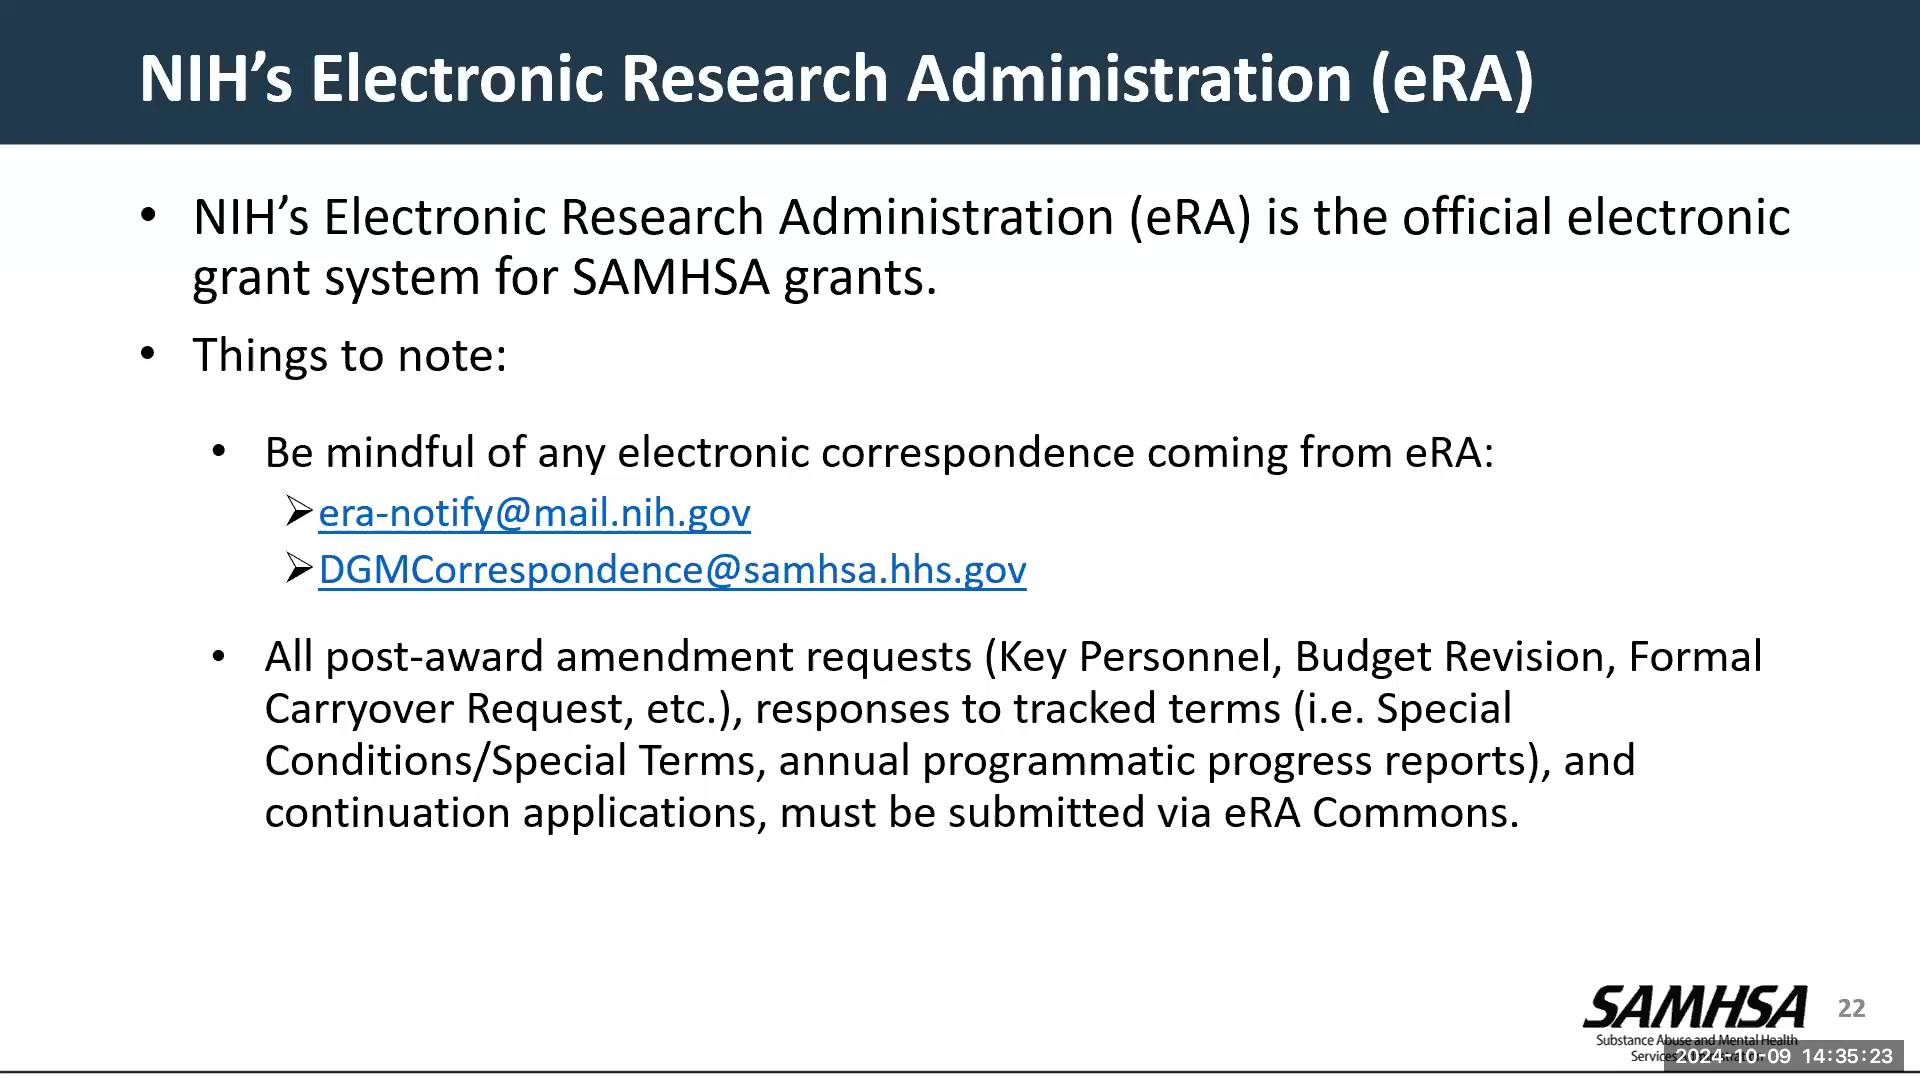 NIH’s Electronic Research Administration (eRA)
• NIH’s Electronic Research Administration (eRA) is the official electronic
grant system for SAMHSA grants.
• Things to note:
• Be mindful of any electronic correspondence coming from eRA:
➢era-notify@mail.nih.gov
➢DGMCorrespondence@samhsa.hhs.gov
• All post-award amendment requests (Key Personnel, Budget Revision, Formal
Carryover Request, etc.), responses to tracked terms (i.e. Special
Conditions/Special Terms, annual programmatic progress reports), and
continuation applications, must be submitted via eRA Commons.
SAMHSA
22
Substance Abuse and Mental Health
Services
2024-10-09 14:35:23